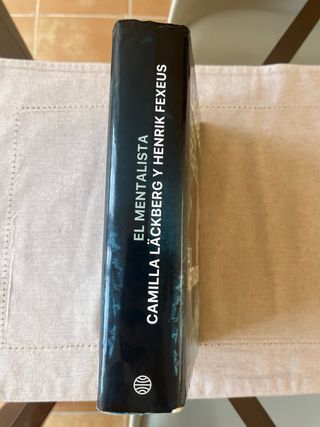 EL MENTALISTA
CAMILLA LÄCKBERG Y HENRIK FEXEUS